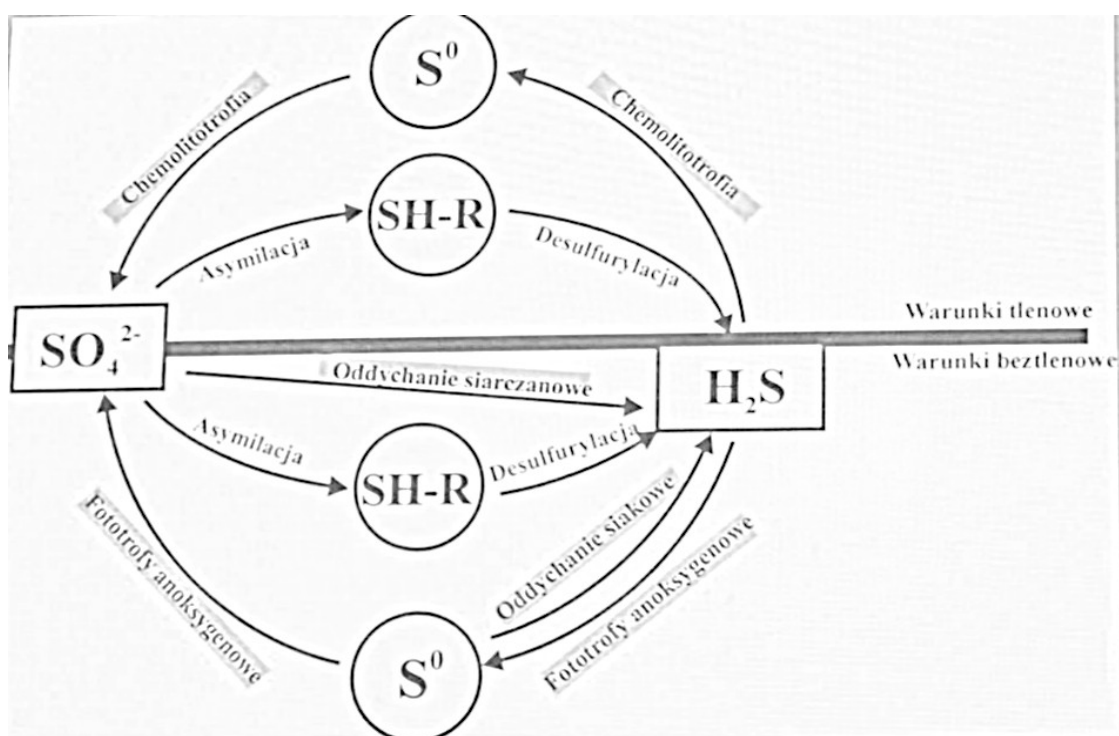 S⁰
Chemolitotrofia
Chemolitotrofia
SH-R
Asymilacja
Desulfurylacja
Warunki tlenowe
SO₄²⁻
Oddychanie siarczanowe
H₂S
Warunki beztlenowe
Asymilacja
SH-R
Desulfurylacja
Fototrofy anoksygenowe
Oddychanie siakowe
Fototrofy anoksygenowe
S⁰